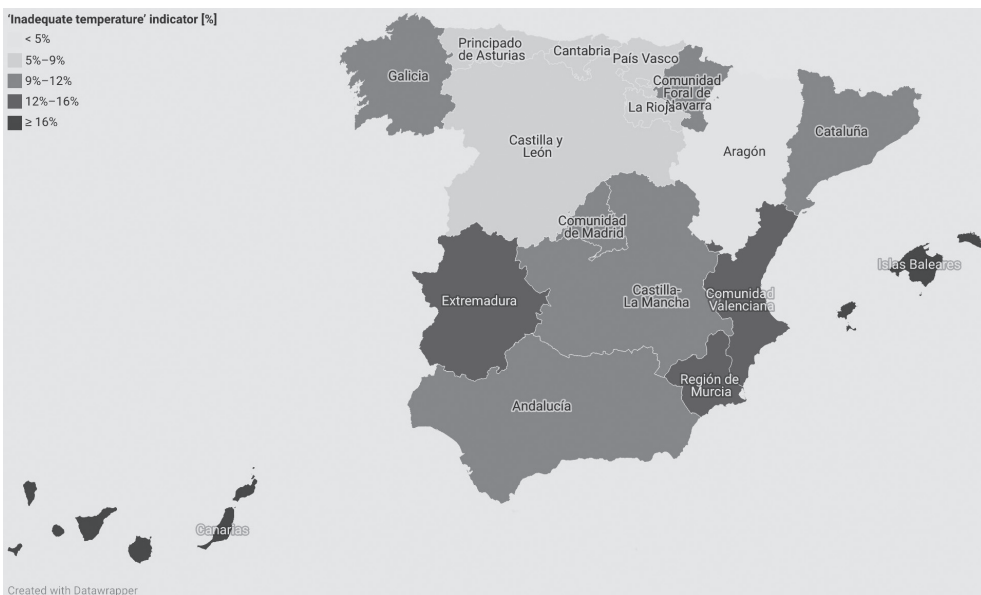 ‘Inadequate temperature’ indicator [%]
< 5%
5%–9%
9%–12%
12%–16%
≥ 16%
Galicia
Principado
de Asturias
Cantabria
País Vasco
Comunidad
Foral de
Navarra
La Rioja
Castilla y
León
Aragón
Cataluña
Comunidad
de Madrid
Islas Baleares
Extremadura
Castilla-
La Mancha
Comunidad
Valenciana
Región de
Murcia
Andalucía
Canarias
Created with Datawrapper